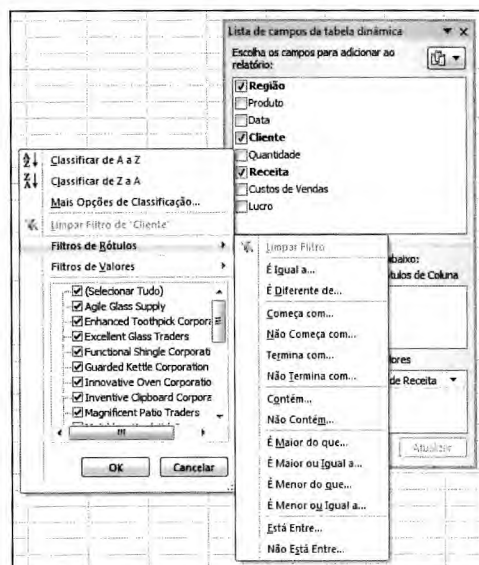 Lista de campos da tabela dinâmica
Escolha os campos para adicionar ao
relatório:
Região
Produto
Data
Cliente
Quantidade
Receita
Custos de Vendas
Lucro
Classificar de A a Z
Classificar de Z a A
Mais Opções de Classificação...
Limpar Filtro de "Cliente"
Filtros de Rótulos
Filtros de Valores
(Selecionar Tudo)
Agile Glass Supply
Enhanced Toothpick Corpora
Excellent Glass Traders
Functional Shingle Corporati
Guarded Kettle Corporation
Innovative Oven Corporatio
Inventive Clipboard Corpora
Magnificent Patio Traders
OK
Cancelar
Limpar Filtro
É Igual a...
É Diferente de...
Começa com...
Não Começa com...
Termina com...
Não Termina com...
Contém...
Não Contém...
É Maior do que...
É Maior ou Igual a...
É Menor do que...
É Menor ou Igual a...
Está Entre...
Não Está Entre...
abaixo:
tulos de Coluna
ores
de Receita
Atualizar